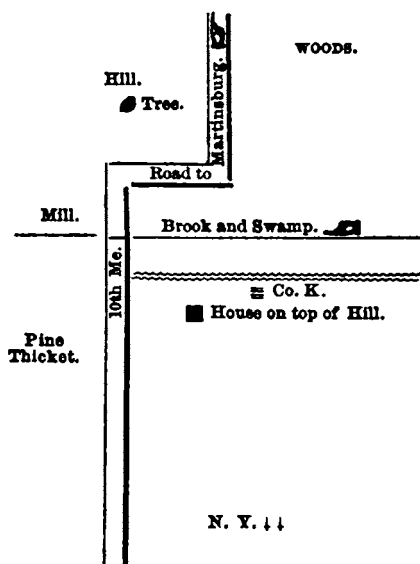 WOODS.
Martinsburg.
Hill.
Tree.
Road to
Mill.
Brook and Swamp.
10th Me.
Co. K.
House on top of Hill.
Pine
Thicket.
N. Y.